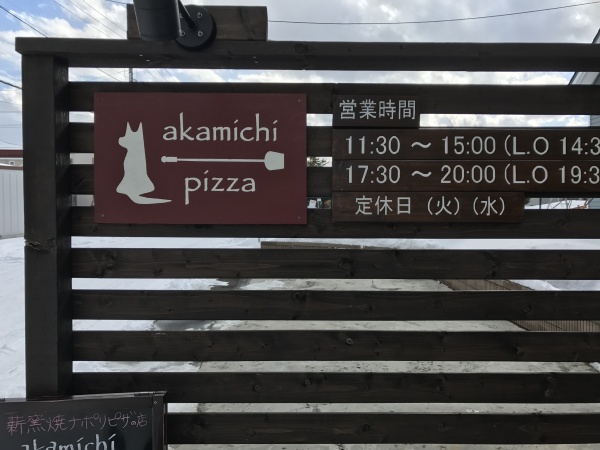 akamichi
pizza
営業時間
11:30 ～ 15:00 (L.O 14:3
17:30 ～ 20:00 (L.O 19:3
定休日 (火) (水)
薪窯焼ナポリピザの店
akamichi